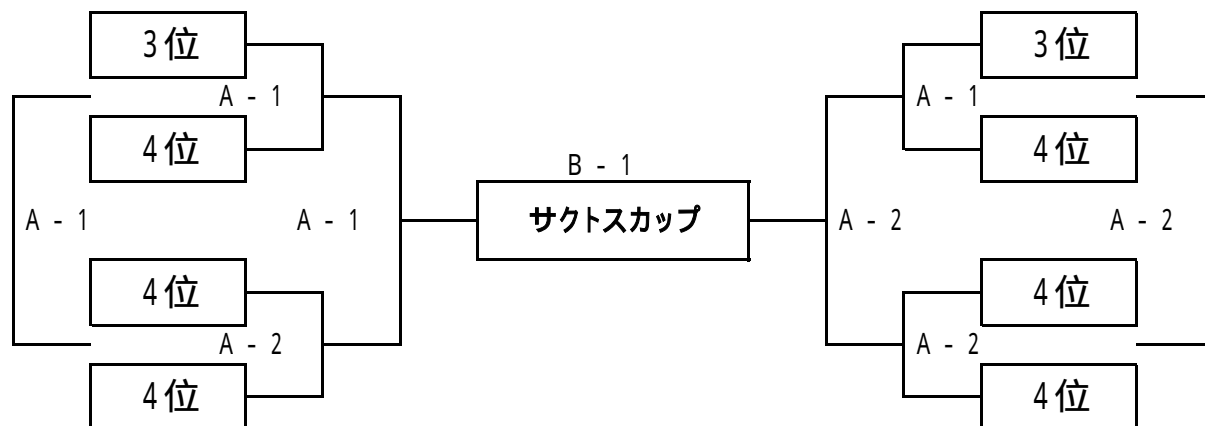 3位 3位
A - 1 A - 1
4位 4位
B - 1
A - 1 A - 1 サクトスカップ A - 2 A - 2
4位 4位
A - 2 A - 2
4位 4位